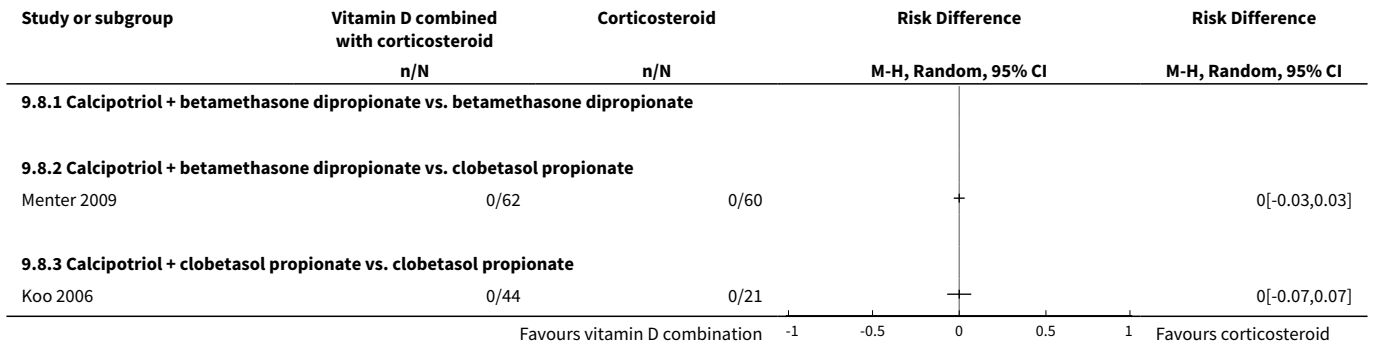 Study or subgroup Vitamin D combined with corticosteroid Corticosteroid Risk Difference Risk Difference
n/N n/N M-H, Random, 95% CI M-H, Random, 95% CI
9.8.1 Calcipotriol + betamethasone dipropionate vs. betamethasone dipropionate
9.8.2 Calcipotriol + betamethasone dipropionate vs. clobetasol propionate
Menter 2009 0/62 0/60 0[-0.03,0.03]
9.8.3 Calcipotriol + clobetasol propionate vs. clobetasol propionate
Koo 2006 0/44 0/21 0[-0.07,0.07]
Favours vitamin D combination -1 -0.5 0 0.5 1 Favours corticosteroid